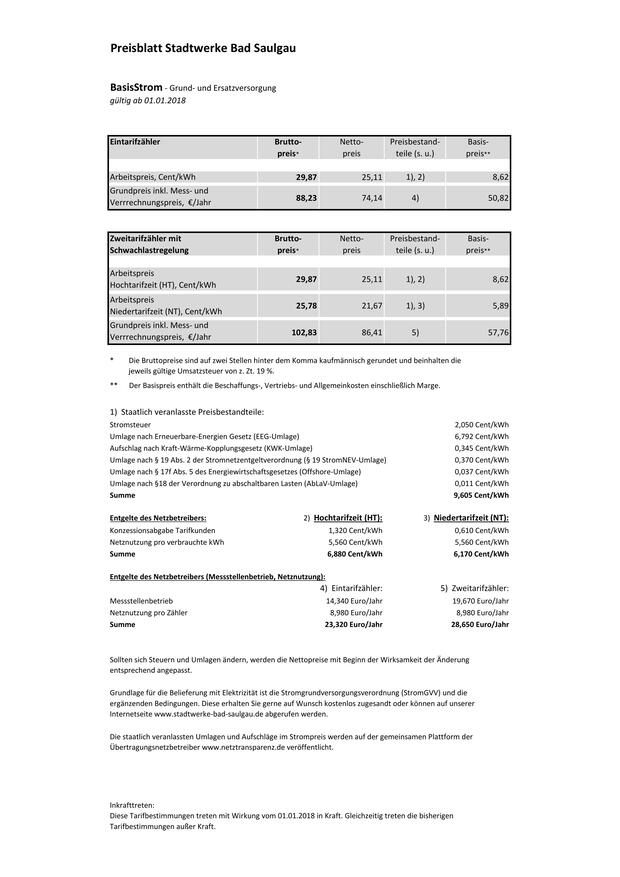 Preisblatt Stadtwerke Bad Saulgau
BasisStrom - Grund- und Ersatzversorgung
gültig ab 01.01.2018
Eintarifzähler Brutto- Netto- Preisbestand- Basis-
preis* preis teile (s. u.) preis**
Arbeitspreis, Cent/kWh 29,87 25,11 1), 2) 8,62
Grundpreis inkl. Mess- und
Verrrechnungspreis, €/Jahr 88,23 74,14 4) 50,82
Zweitarifzähler mit Brutto- Netto- Preisbestand- Basis-
Schwachlastregelung preis* preis teile (s. u.) preis**
Arbeitspreis
Hochtarifzeit (HT), Cent/kWh 29,87 25,11 1), 2) 8,62
Arbeitspreis
Niedertarifzeit (NT), Cent/kWh 25,78 21,67 1), 3) 5,89
Grundpreis inkl. Mess- und
Verrrechnungspreis, €/Jahr 102,83 86,41 5) 57,76
* Die Bruttopreise sind auf zwei Stellen hinter dem Komma kaufmännisch gerundet und beinhalten die
jeweils gültige Umsatzsteuer von z. Zt. 19 %.
** Der Basispreis enthält die Beschaffungs-, Vertriebs- und Allgemeinkosten einschließlich Marge.
1) Staatlich veranlasste Preisbestandteile:
Stromsteuer 2,050 Cent/kWh
Umlage nach Erneuerbare-Energien Gesetz (EEG-Umlage) 6,792 Cent/kWh
Aufschlag nach Kraft-Wärme-Kopplungsgesetz (KWK-Umlage) 0,345 Cent/kWh
Umlage nach § 19 Abs. 2 der Stromnetzentgeltverordnung (§ 19 StromNEV-Umlage) 0,370 Cent/kWh
Umlage nach § 17f Abs. 5 des Energiewirtschaftsgesetzes (Offshore-Umlage) 0,037 Cent/kWh
Umlage nach §18 der Verordnung zu abschaltbaren Lasten (AbLaV-Umlage) 0,011 Cent/kWh
Summe 9,605 Cent/kWh
Entgelte des Netzbetreibers: 2) Hochtarifzeit (HT): 3) Niedertarifzeit (NT):
Konzessionsabgabe Tarifkunden 1,320 Cent/kWh 0,610 Cent/kWh
Netznutzung pro verbrauchte kWh 5,560 Cent/kWh 5,560 Cent/kWh
Summe 6,880 Cent/kWh 6,170 Cent/kWh
Entgelte des Netzbetreibers (Messstellenbetrieb, Netznutzung):
4) Eintarifzähler: 5) Zweitarifzähler:
Messstellenbetrieb 14,340 Euro/Jahr 19,670 Euro/Jahr
Netznutzung pro Zähler 8,980 Euro/Jahr 8,980 Euro/Jahr
Summe 23,320 Euro/Jahr 28,650 Euro/Jahr
Sollten sich Steuern und Umlagen ändern, werden die Nettopreise mit Beginn der Wirksamkeit der Änderung
entsprechend angepasst.
Grundlage für die Belieferung mit Elektrizität ist die Stromgrundversorgungsverordnung (StromGVV) und die
ergänzenden Bedingungen. Diese erhalten Sie gerne auf Wunsch kostenlos zugesandt oder können auf unserer
Internetseite www.stadtwerke-bad-saulgau.de abgerufen werden.
Die staatlich veranlassten Umlagen und Aufschläge im Strompreis werden auf der gemeinsamen Plattform der
Übertragungsnetzbetreiber www.netztransparenz.de veröffentlicht.
Inkrafttreten:
Diese Tarifbestimmungen treten mit Wirkung vom 01.01.2018 in Kraft. Gleichzeitig treten die bisherigen
Tarifbestimmungen außer Kraft.